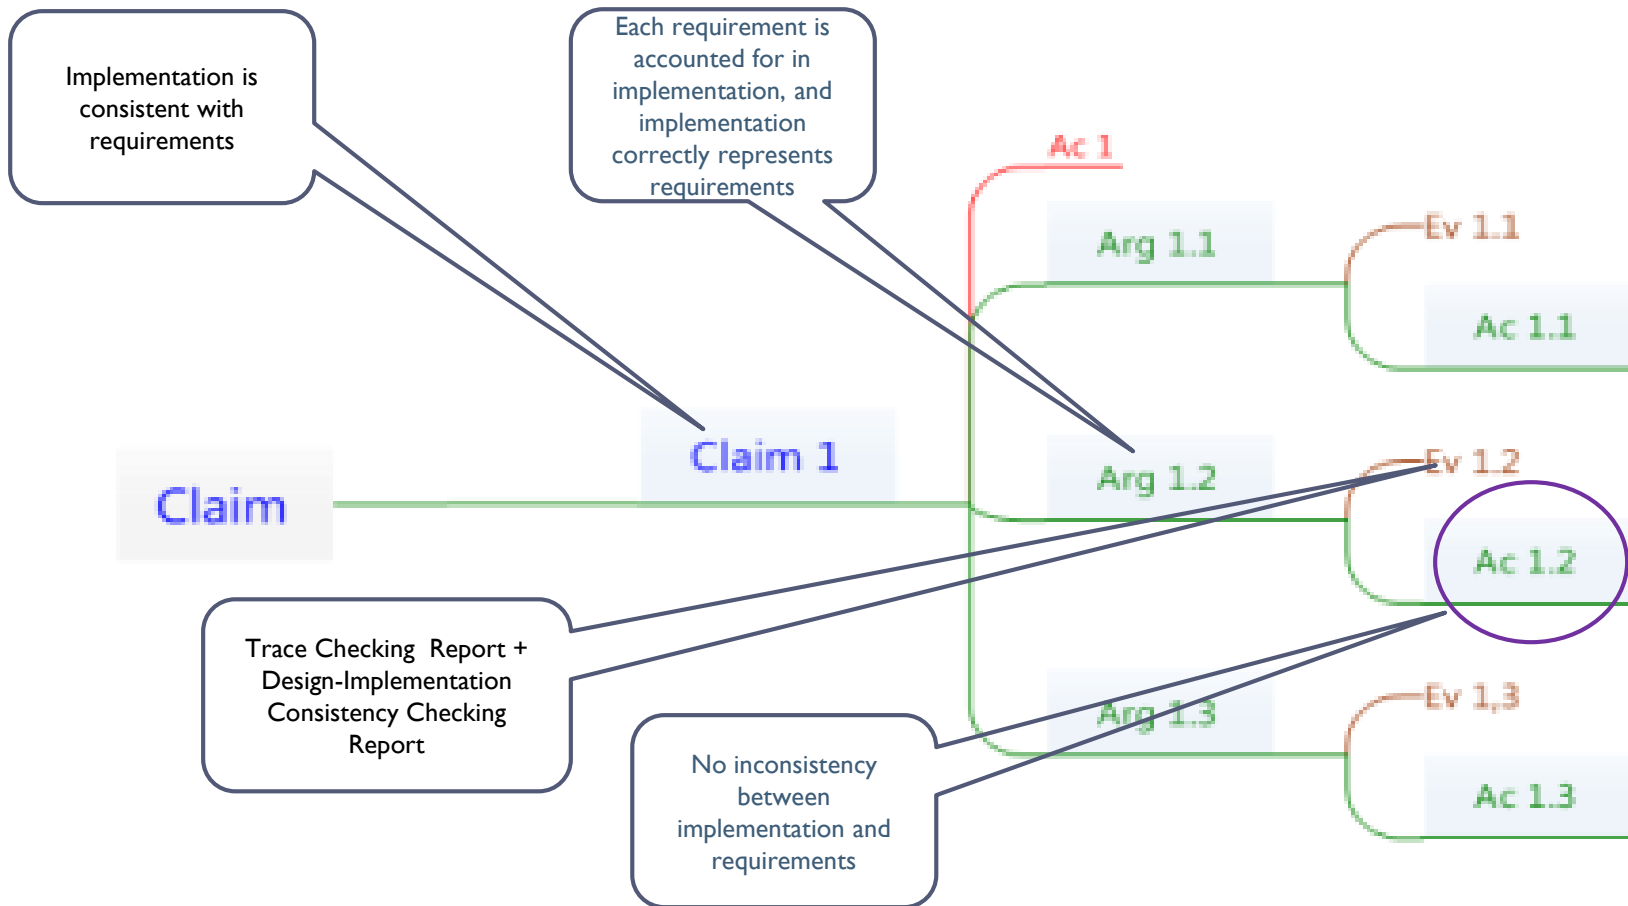 Implementation is
consistent with
requirements
Each requirement is
accounted for in
implementation, and
implementation
correctly represents
requirements
Ac 1
Arg 1.1
Ev 1.1
Ac 1.1
Claim
Claim 1
Arg 1.2
Ev 1.2
Ac 1.2
Trace Checking Report +
Design-Implementation
Consistency Checking
Report
No inconsistency
between
implementation and
requirements
Arg 1.3
Ev 1,3
Ac 1.3